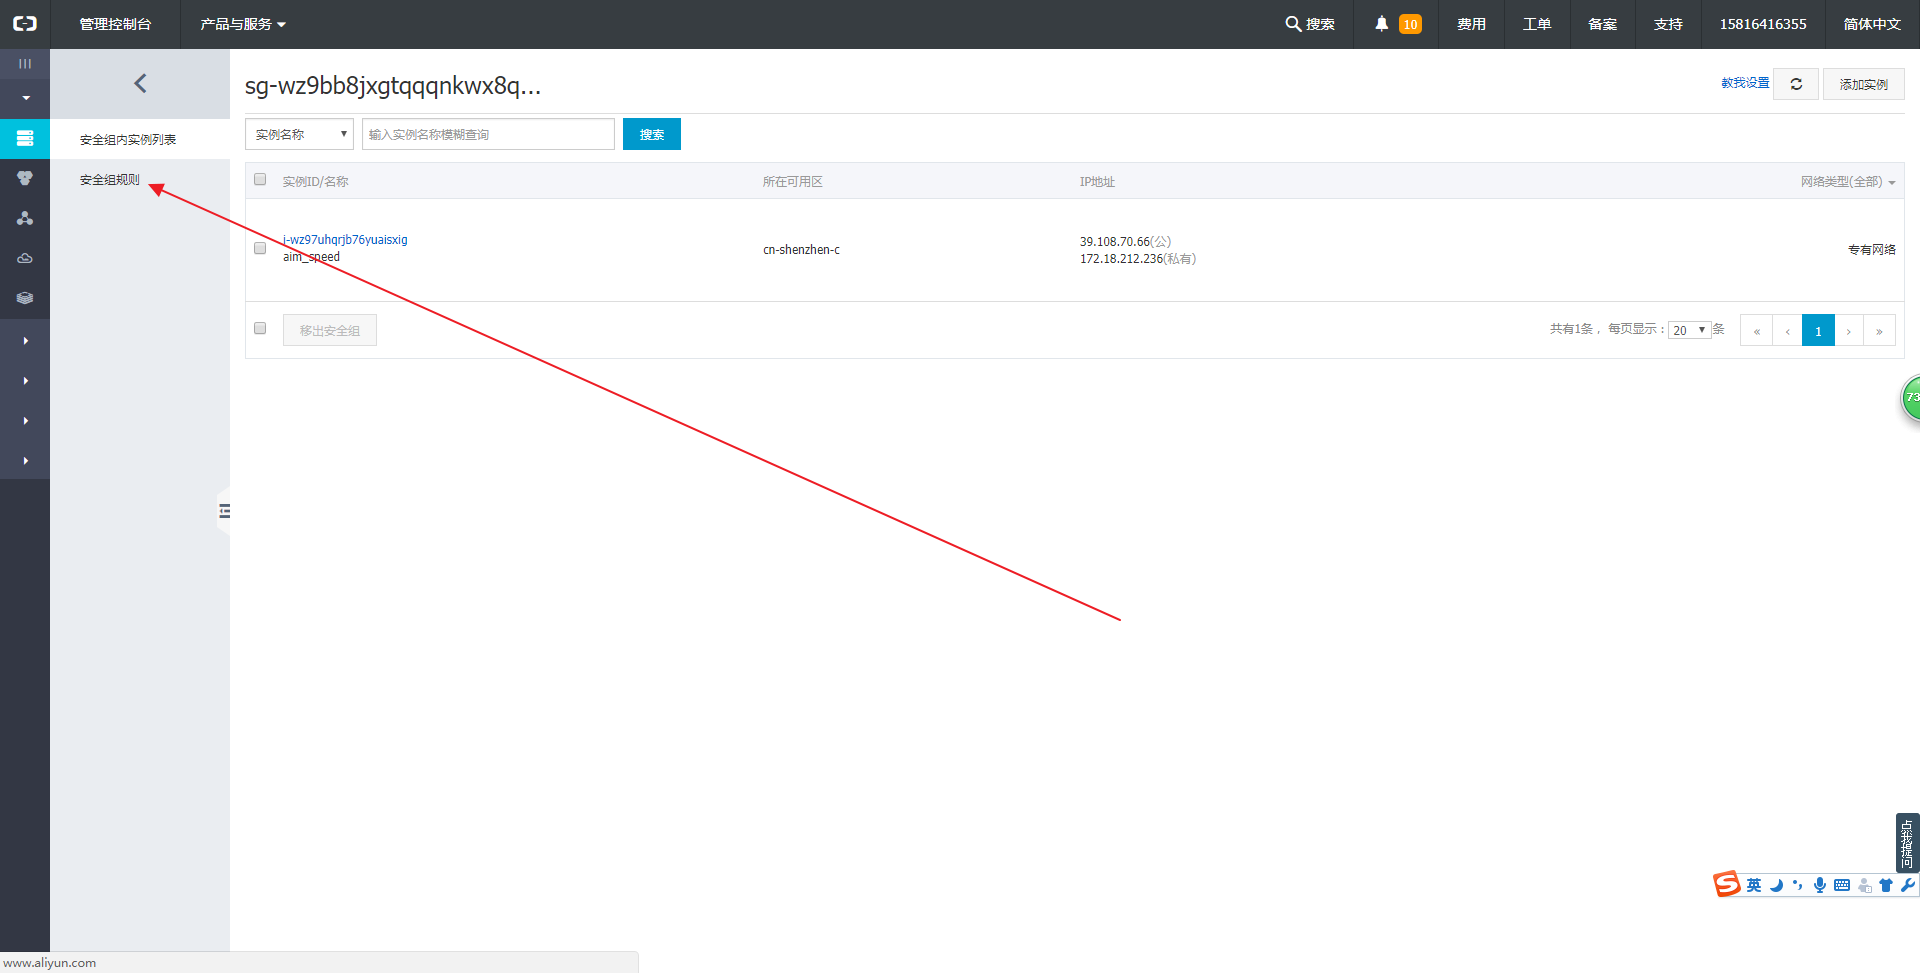 管理控制台
产品与服务
搜索
10
费用
工单
备案
支持
15816416355
简体中文
sg-wz9bb8jxgtqqqnkwx8q...
教我设置
添加实例
安全组内实例列表
安全组规则
实例名称
输入实例名称模糊查询
搜索
实例ID/名称
所在可用区
IP地址
网络类型(全部)
i-wz97uhqrjb76yuaisxig
aim_speed
cn-shenzhen-c
39.108.70.66(公)
172.18.212.236(私有)
专有网络
移出安全组
共有1条， 每页显示：
20
条
«
‹
1
›
»
73
点我提问
S
英
www.aliyun.com